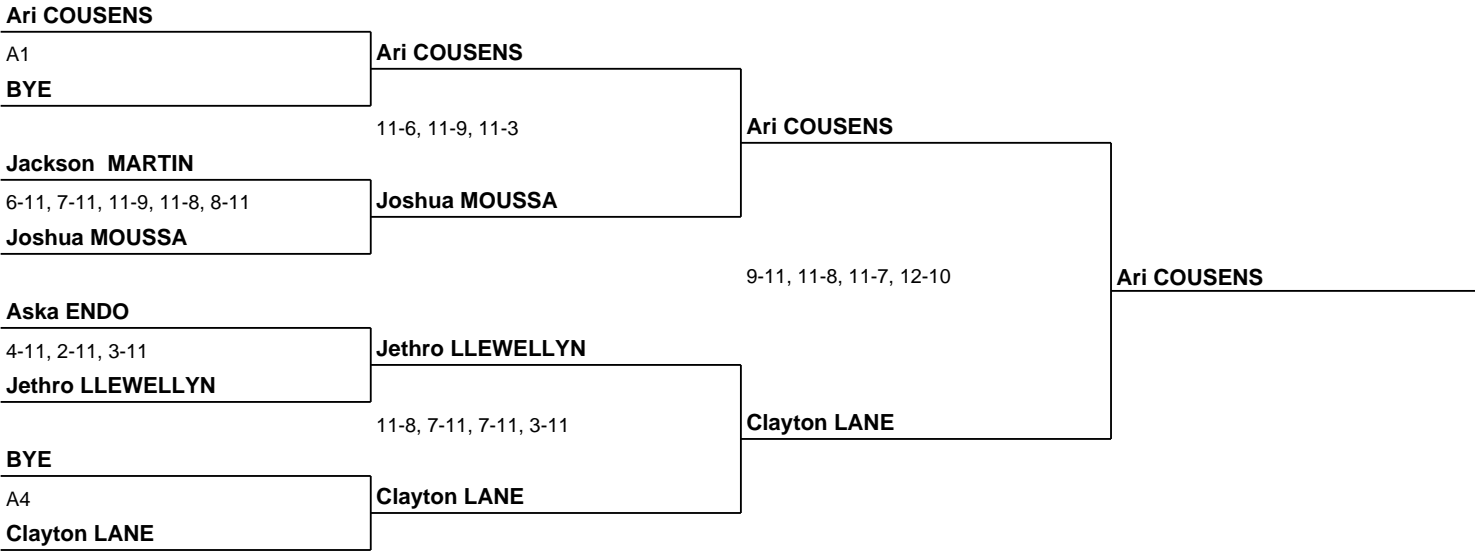 Ari COUSENS
A1
BYE
Ari COUSENS
11-6, 11-9, 11-3
Jackson  MARTIN
6-11, 7-11, 11-9, 11-8, 8-11
Joshua MOUSSA
Joshua MOUSSA
Ari COUSENS
9-11, 11-8, 11-7, 12-10
Ari COUSENS
Aska ENDO
4-11, 2-11, 3-11
Jethro LLEWELLYN
Jethro LLEWELLYN
11-8, 7-11, 7-11, 3-11
Clayton LANE
BYE
A4
Clayton LANE
Clayton LANE